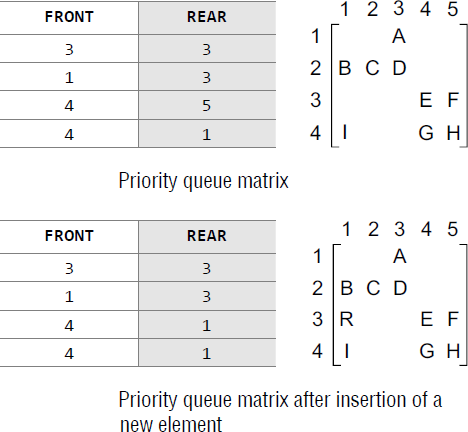 FRONT REAR 1 2 3 4 5
3 3 1 A
1 3 2 B C D
4 5 3 E F
4 1 4 I G H
Priority queue matrix
FRONT REAR 1 2 3 4 5
3 3 1 A
1 3 2 B C D
4 1 3 R E F
4 1 4 I G H
Priority queue matrix after insertion of a
new element